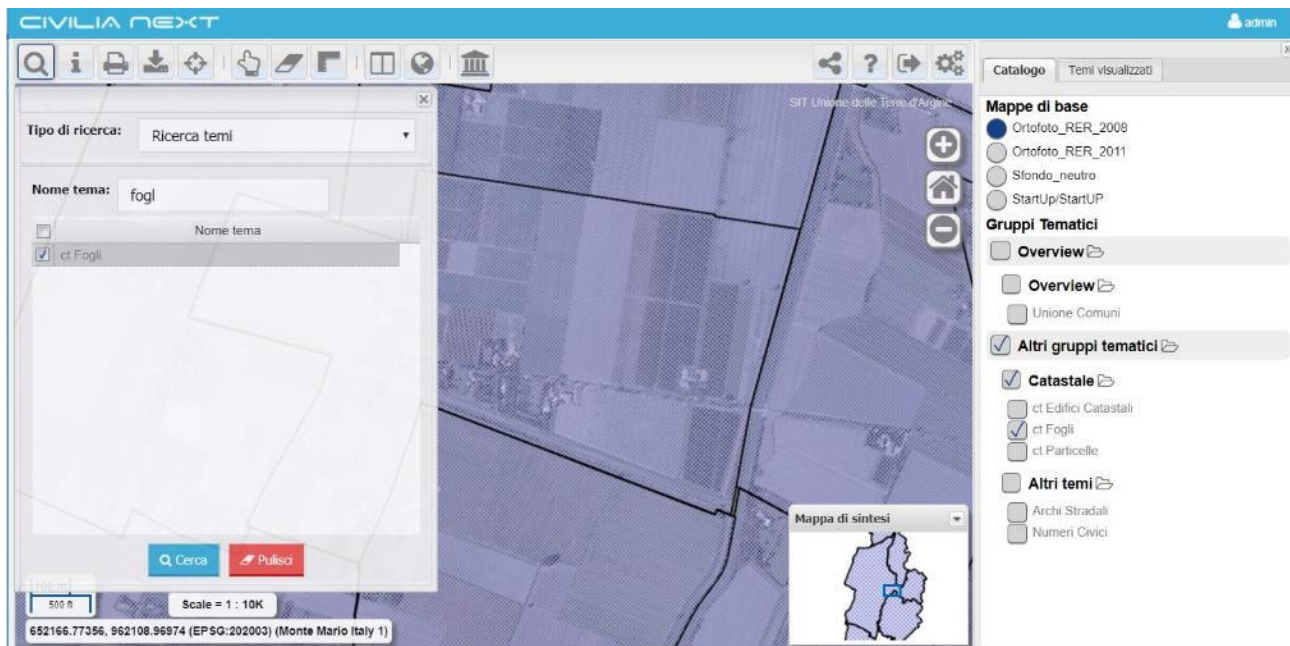 CIVILIA NEXT
admin
Catalogo
Temi visualizzati
SIT Unione delle Terre d'Argine
Tipo di ricerca:
Ricerca temi
Nome tema:
fogl
Nome tema
ct Fogli
Cerca
Pulisci
100 m
500 ft
Scale = 1 : 10K
652166.77356, 962108.96974 (EPSG:202003) (Monte Mario Italy 1)
Mappa di sintesi
Mappe di base
Ortofoto_RER_2008
Ortofoto_RER_2011
Sfondo_neutro
StartUp/StartUP
Gruppi Tematici
Overview
Overview
Unione Comuni
Altri gruppi tematici
Catastale
ct Edifici Catastali
ct Fogli
ct Particelle
Altri temi
Archi Stradali
Numeri Civici